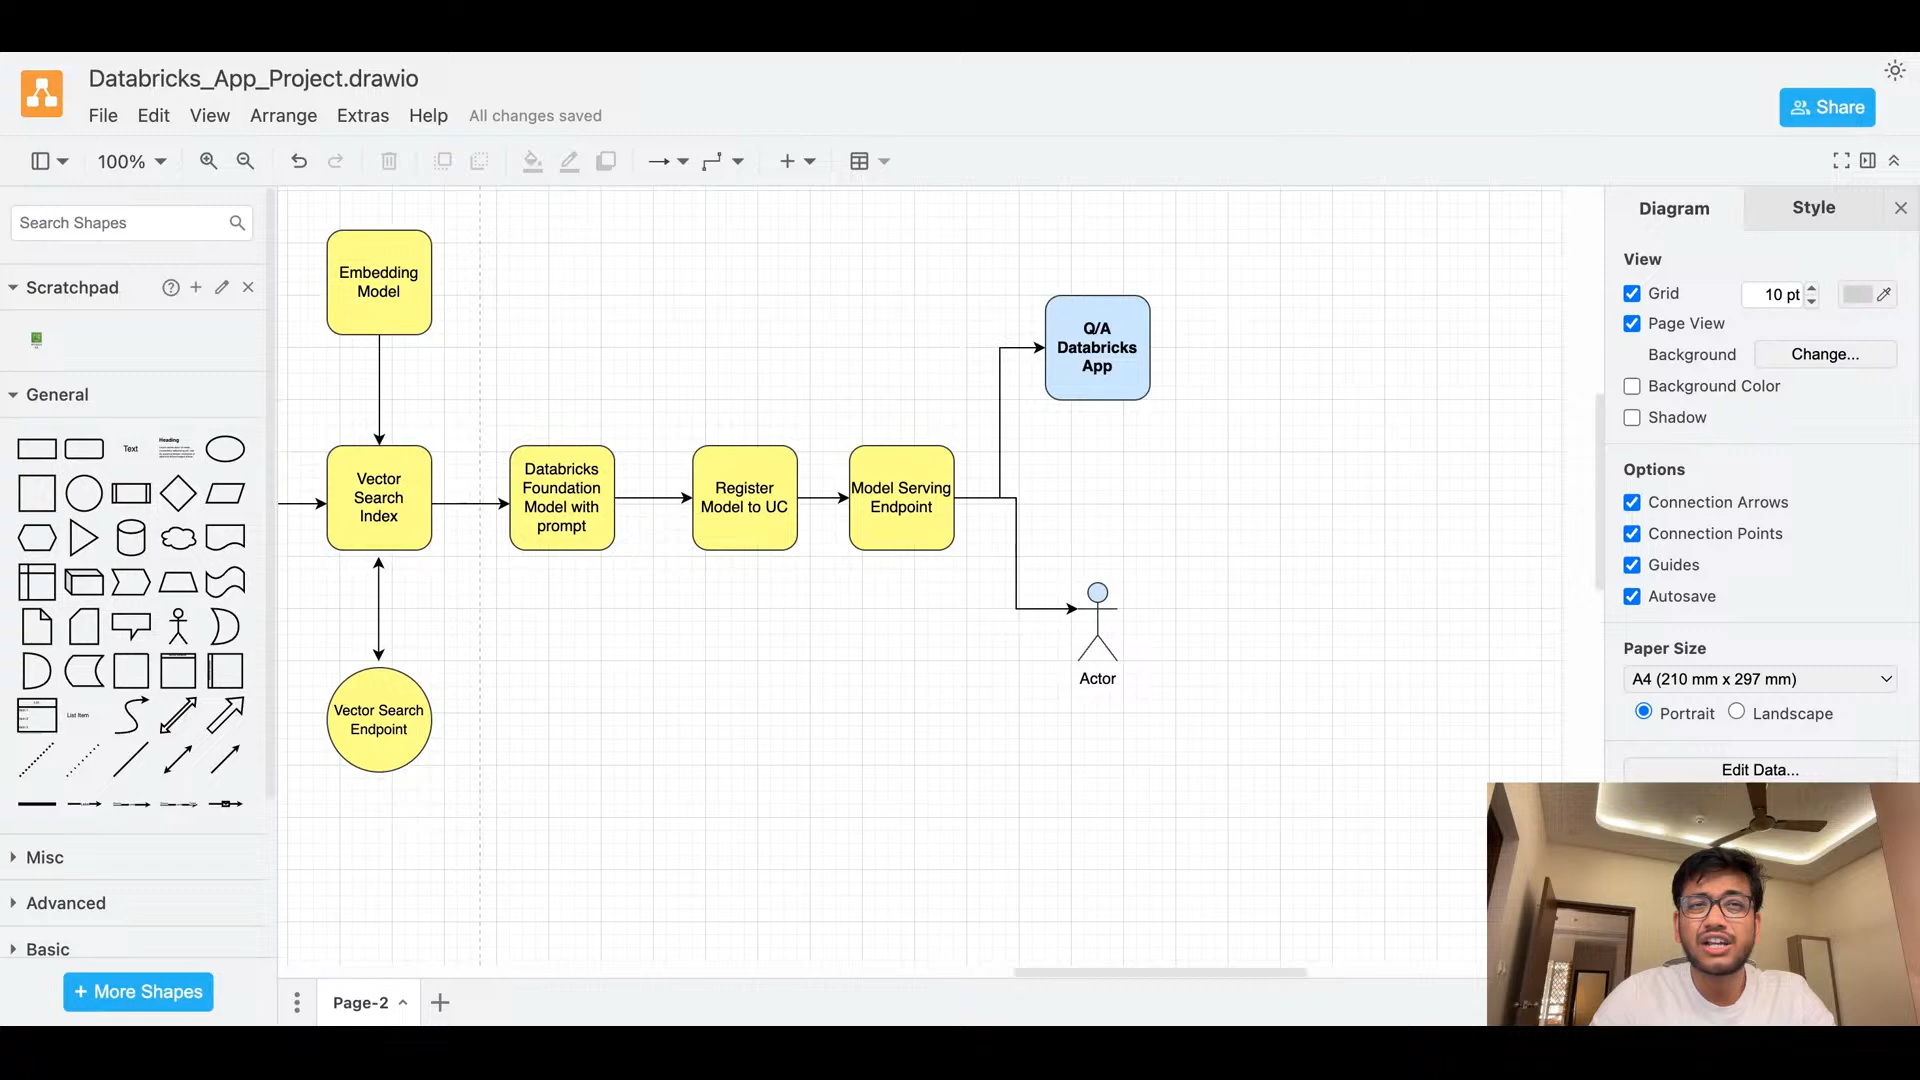 Databricks_App_Project.drawio
File Edit View Arrange Extras Help All changes saved
Share
100%
Search Shapes
Scratchpad
General
Text
Heading
List Item
Misc
Advanced
Basic
+ More Shapes
Embedding
Model
Vector
Search
Index
Vector Search
Endpoint
Databricks
Foundation
Model with
prompt
Register
Model to UC
Model Serving
Endpoint
Q/A
Databricks
App
Actor
Page-2
Diagram
Style
View
Grid
10 pt
Page View
Background
Change...
Background Color
Shadow
Options
Connection Arrows
Connection Points
Guides
Autosave
Paper Size
A4 (210 mm x 297 mm)
Portrait
Landscape
Edit Data...